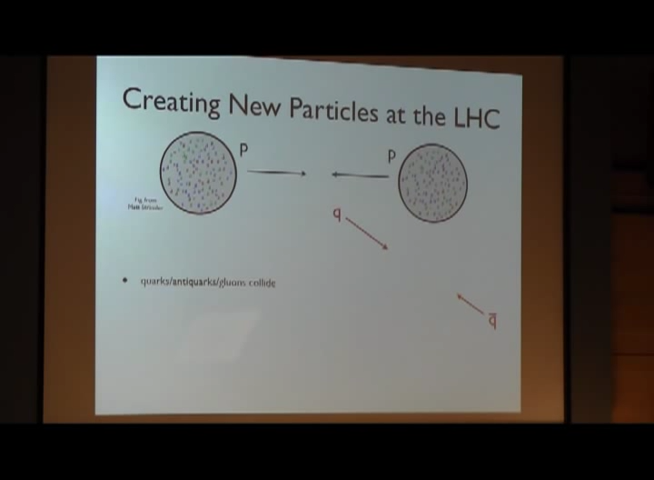 Creating New Particles at the LHC
P
P
Fig from
Matt Strassler
q
• quarks/antiquarks/gluons collide
q̅